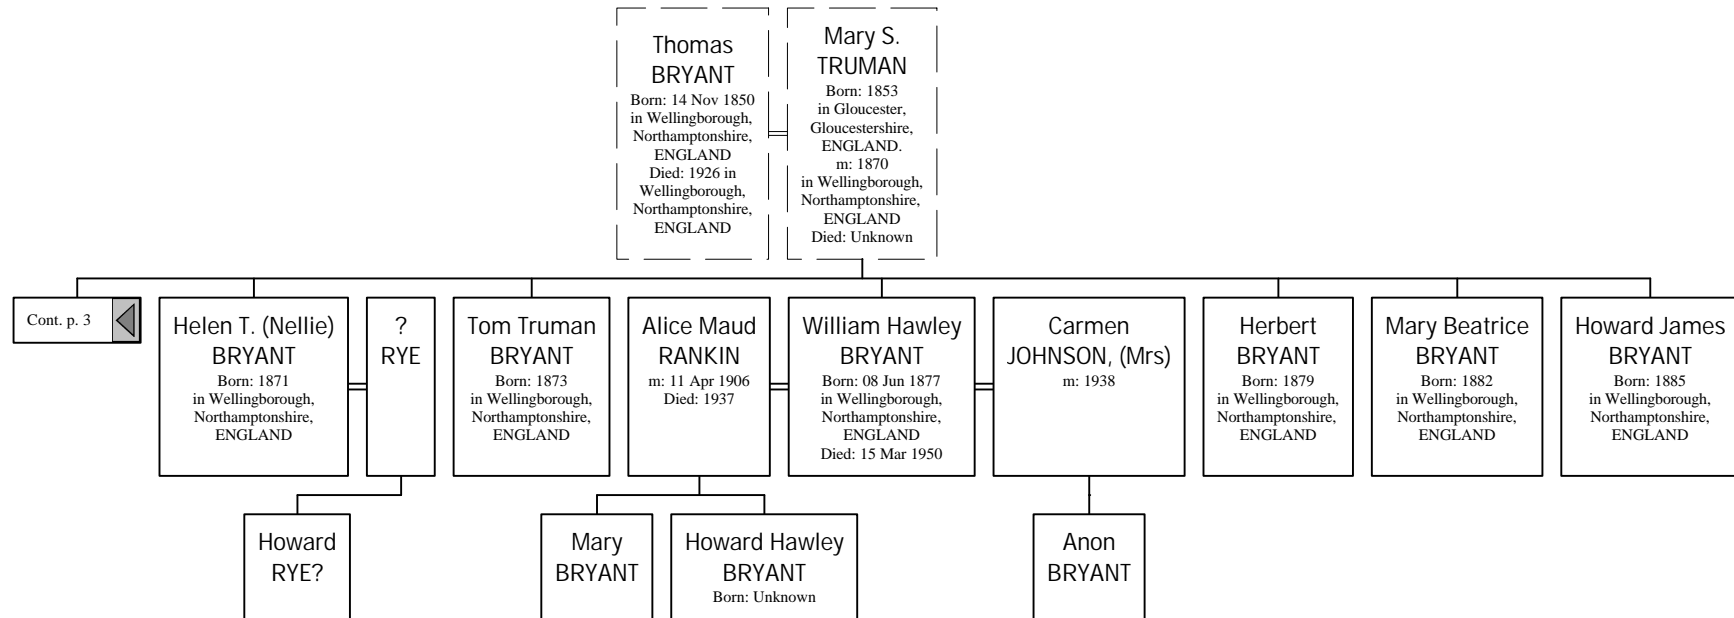 Thomas
BRYANT
Born: 14 Nov 1850
in Wellingborough,
Northamptonshire,
ENGLAND
Died: 1926 in
Wellingborough,
Northamptonshire,
ENGLAND
Mary S.
TRUMAN
Born: 1853
in Gloucester,
Gloucestershire,
ENGLAND.
m: 1870
in Wellingborough,
Northamptonshire,
ENGLAND
Died: Unknown
Cont. p. 3
Helen T. (Nellie)
BRYANT
Born: 1871
in Wellingborough,
Northamptonshire,
ENGLAND
?
RYE
Tom Truman
BRYANT
Born: 1873
in Wellingborough,
Northamptonshire,
ENGLAND
Alice Maud
RANKIN
m: 11 Apr 1906
Died: 1937
William Hawley
BRYANT
Born: 08 Jun 1877
in Wellingborough,
Northamptonshire,
ENGLAND
Died: 15 Mar 1950
Carmen
JOHNSON, (Mrs)
m: 1938
Herbert
BRYANT
Born: 1879
in Wellingborough,
Northamptonshire,
ENGLAND
Mary Beatrice
BRYANT
Born: 1882
in Wellingborough,
Northamptonshire,
ENGLAND
Howard James
BRYANT
Born: 1885
in Wellingborough,
Northamptonshire,
ENGLAND
Howard
RYE?
Mary
BRYANT
Howard Hawley
BRYANT
Born: Unknown
Anon
BRYANT